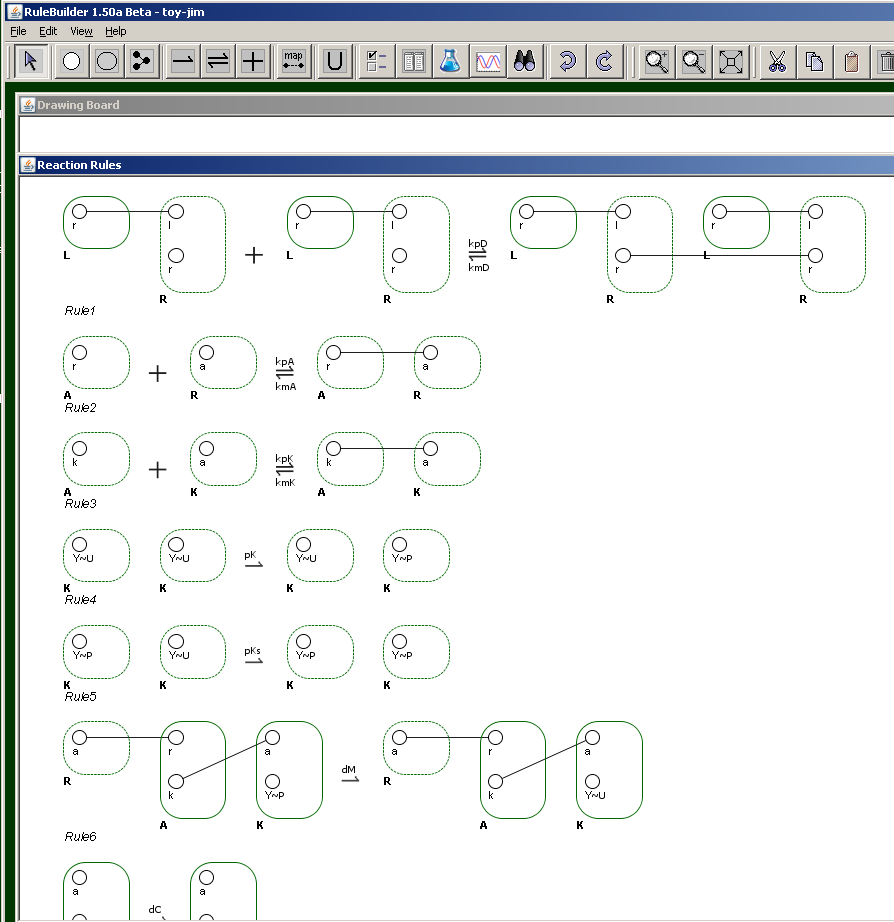 RuleBuilder 1.50a Beta - toy-jim
File Edit View Help
map
Drawing Board
Reaction Rules
r l r l kpD r l r l
r r kmD r r
L L L L
R R R R
Rule1
r a kpA r a
kmA
A R A R
Rule2
k a kpK k a
kmK
A K A K
Rule3
Y~U Y~U pK Y~U Y~P
K K K K
Rule4
Y~P Y~U pKs Y~P Y~P
K K K K
Rule5
a r a a r a
R k Y~P dM R k Y~U
A K A K
Rule6
a a
dC